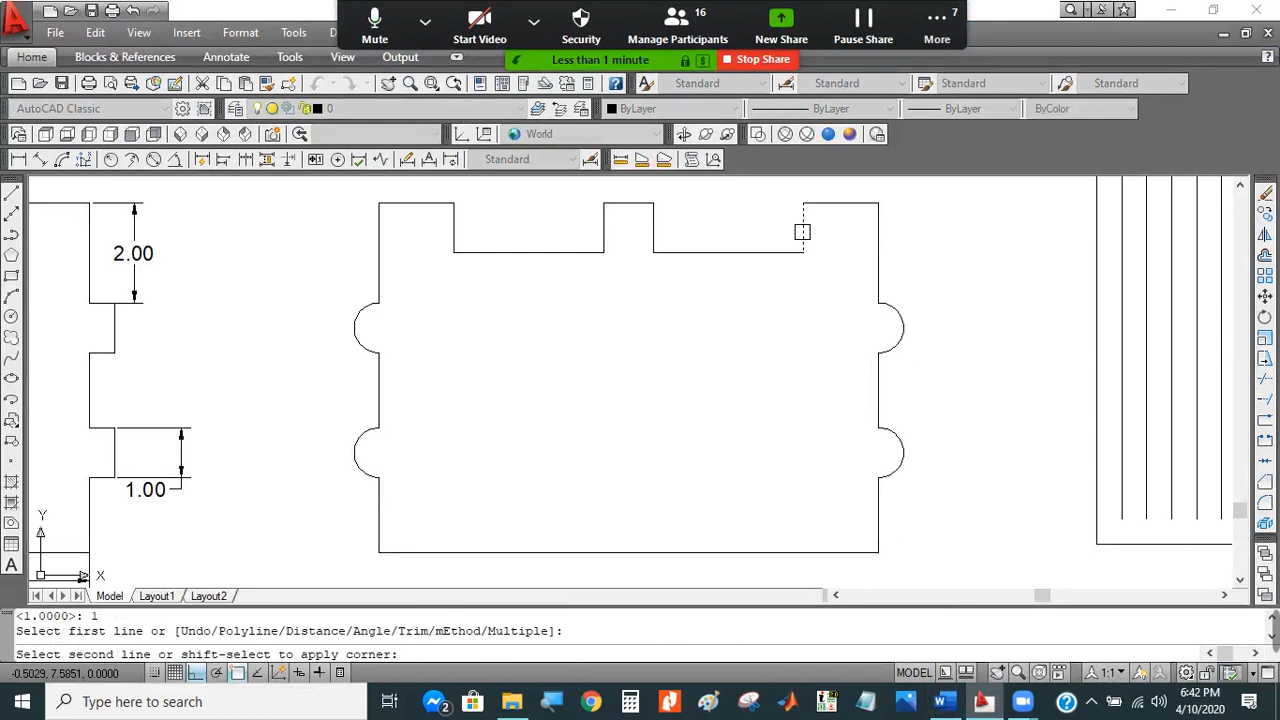 16
7
Mute
Start Video
Security
Manage Participants
New Share
Pause Share
More
File Edit View Insert Format Tools
Less than 1 minute
$
Stop Share
Home Blocks & References Annotate Tools View Output
Standard Standard Standard Standard
AutoCAD Classic 0 ByLayer ByLayer ByLayer ByColor
World
Standard
2.00
1.00
Y
X
A
Model Layout1 Layout2
<1.0000>: 1
Select first line or [Undo/Polyline/Distance/Angle/Trim/mEthod/Multiple]:
Select second line or shift-select to apply corner:
-0.5029, 7.5851, 0.0000 MODEL 1:1
Type here to search
2
6:42 PM
4/10/2020